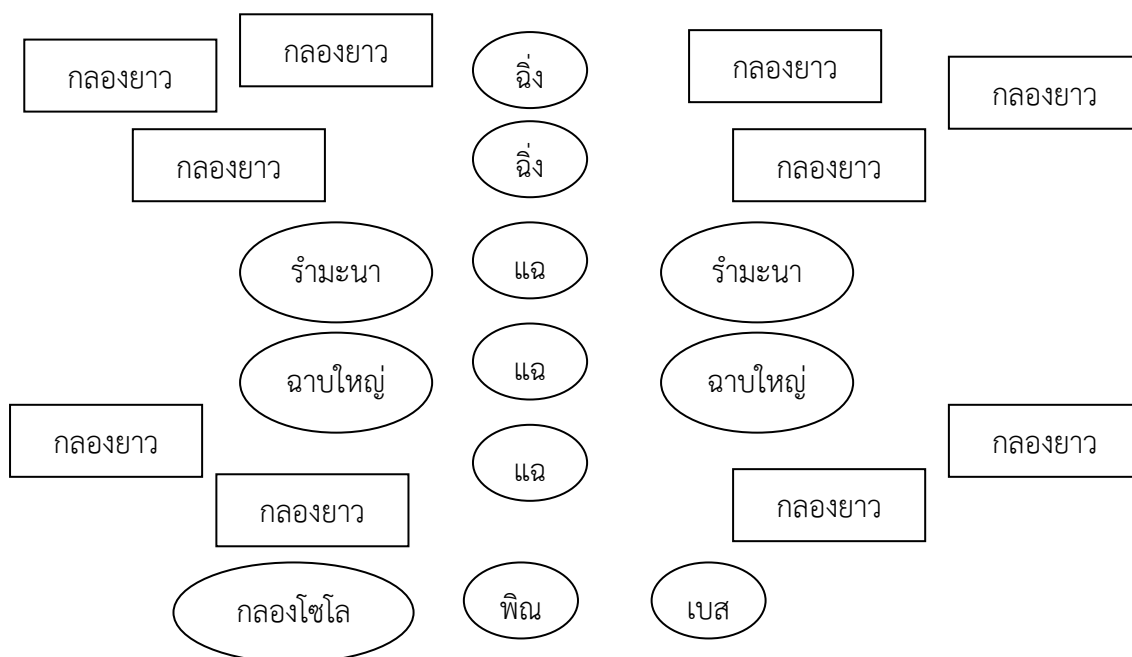 กลองยาว
กลองยาว
ฉิ่ง
กลองยาว
กลองยาว
กลองยาว
ฉิ่ง
กลองยาว
รำมะนา
แฉ
รำมะนา
ฉาบใหญ่
แฉ
ฉาบใหญ่
กลองยาว
แฉ
กลองยาว
กลองยาว
กลองยาว
กลองโซโล
พิณ
เบส